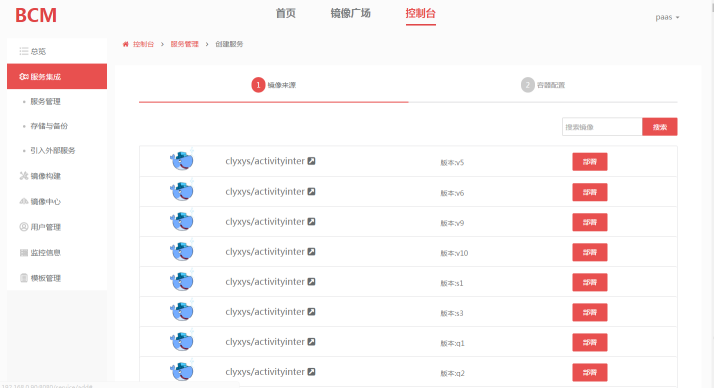 BCM
首页 镜像广场 控制台
paas
总览
服务集成
服务管理
存储与备份
引入外部服务
镜像构建
镜像中心
用户管理
监控信息
模板管理
控制台 > 服务管理 > 创建服务
1 镜像来源 2 容器配置
搜索镜像 搜索
clyxys/activityinter 版本:v5 部署
clyxys/activityinter 版本:v6 部署
clyxys/activityinter 版本:v9 部署
clyxys/activityinter 版本:v10 部署
clyxys/activityinter 版本:s1 部署
clyxys/activityinter 版本:s3 部署
clyxys/activityinter 版本:q1 部署
clyxys/activityinter 版本:q2 部署